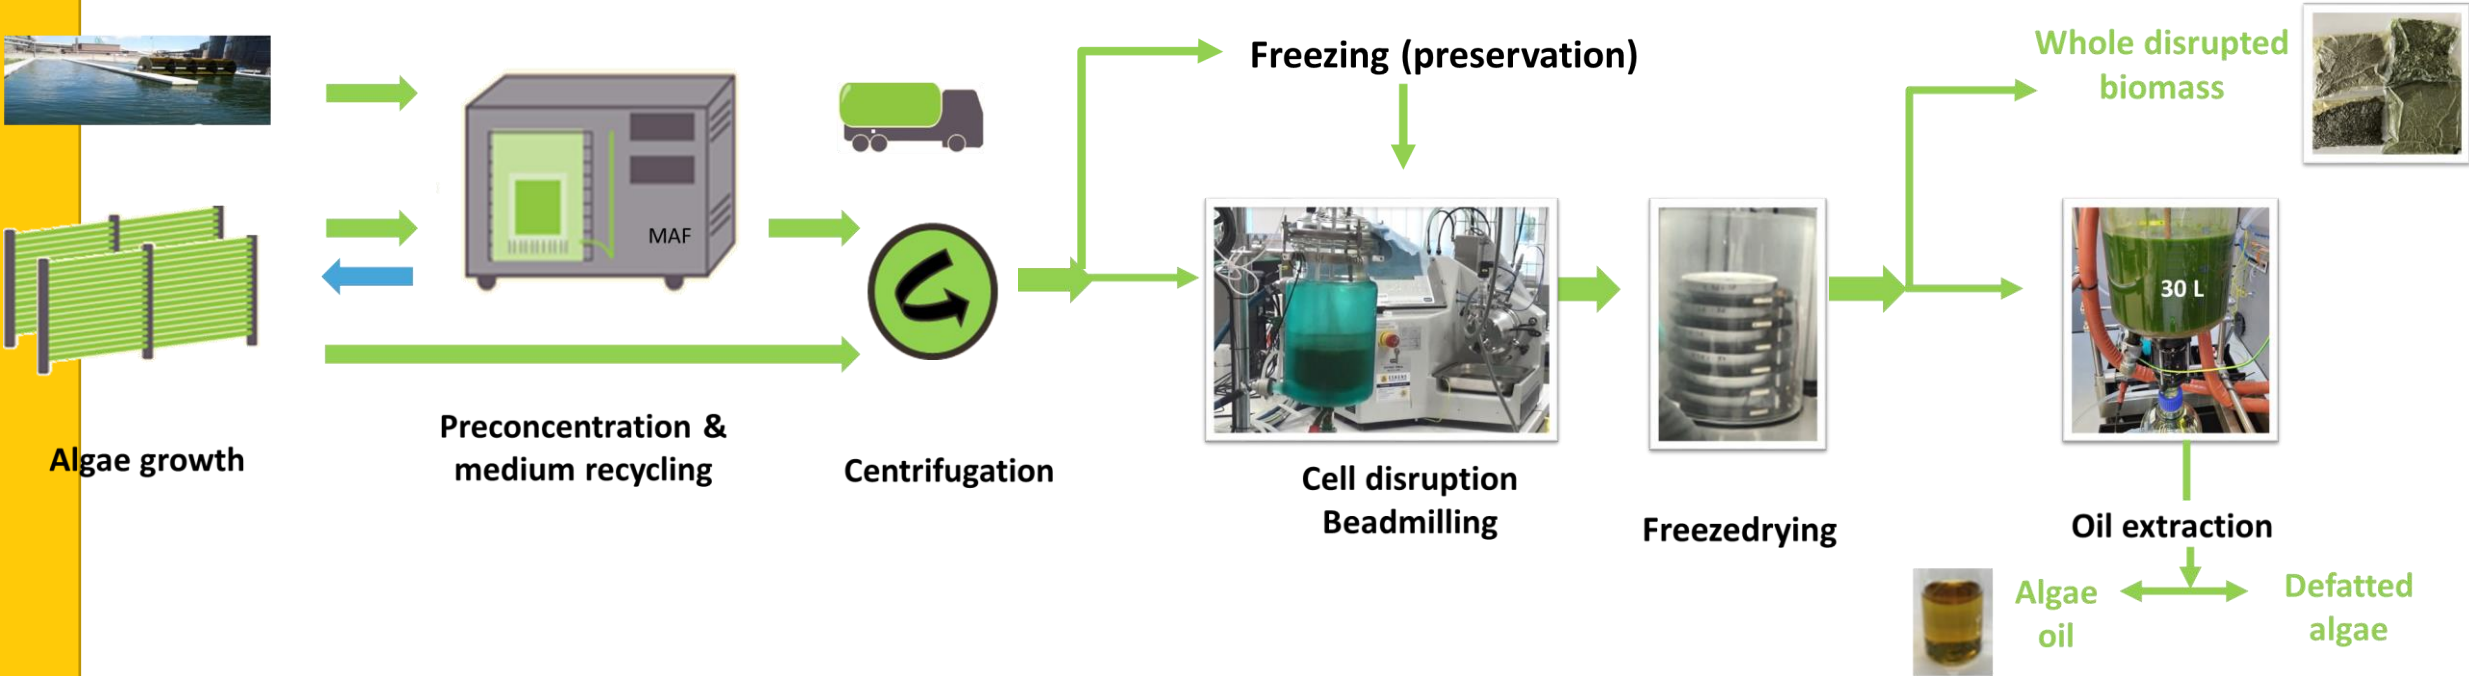 Freezing (preservation)
Whole disrupted
biomass
MAF
30 L
Algae growth
Preconcentration &
medium recycling
Centrifugation
Cell disruption
Beadmilling
Freezedrying
Oil extraction
Algae
oil
Defatted
algae